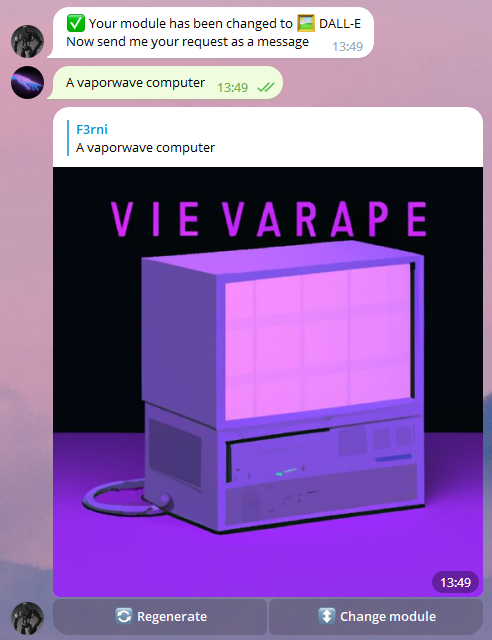 ✅ Your module has been changed to 🖼️ DALL-E
Now send me your request as a message
13:49
A vaporwave computer
13:49
F3rni
A vaporwave computer
VIE VARAPE
13:49
🔄 Regenerate
↕️ Change module